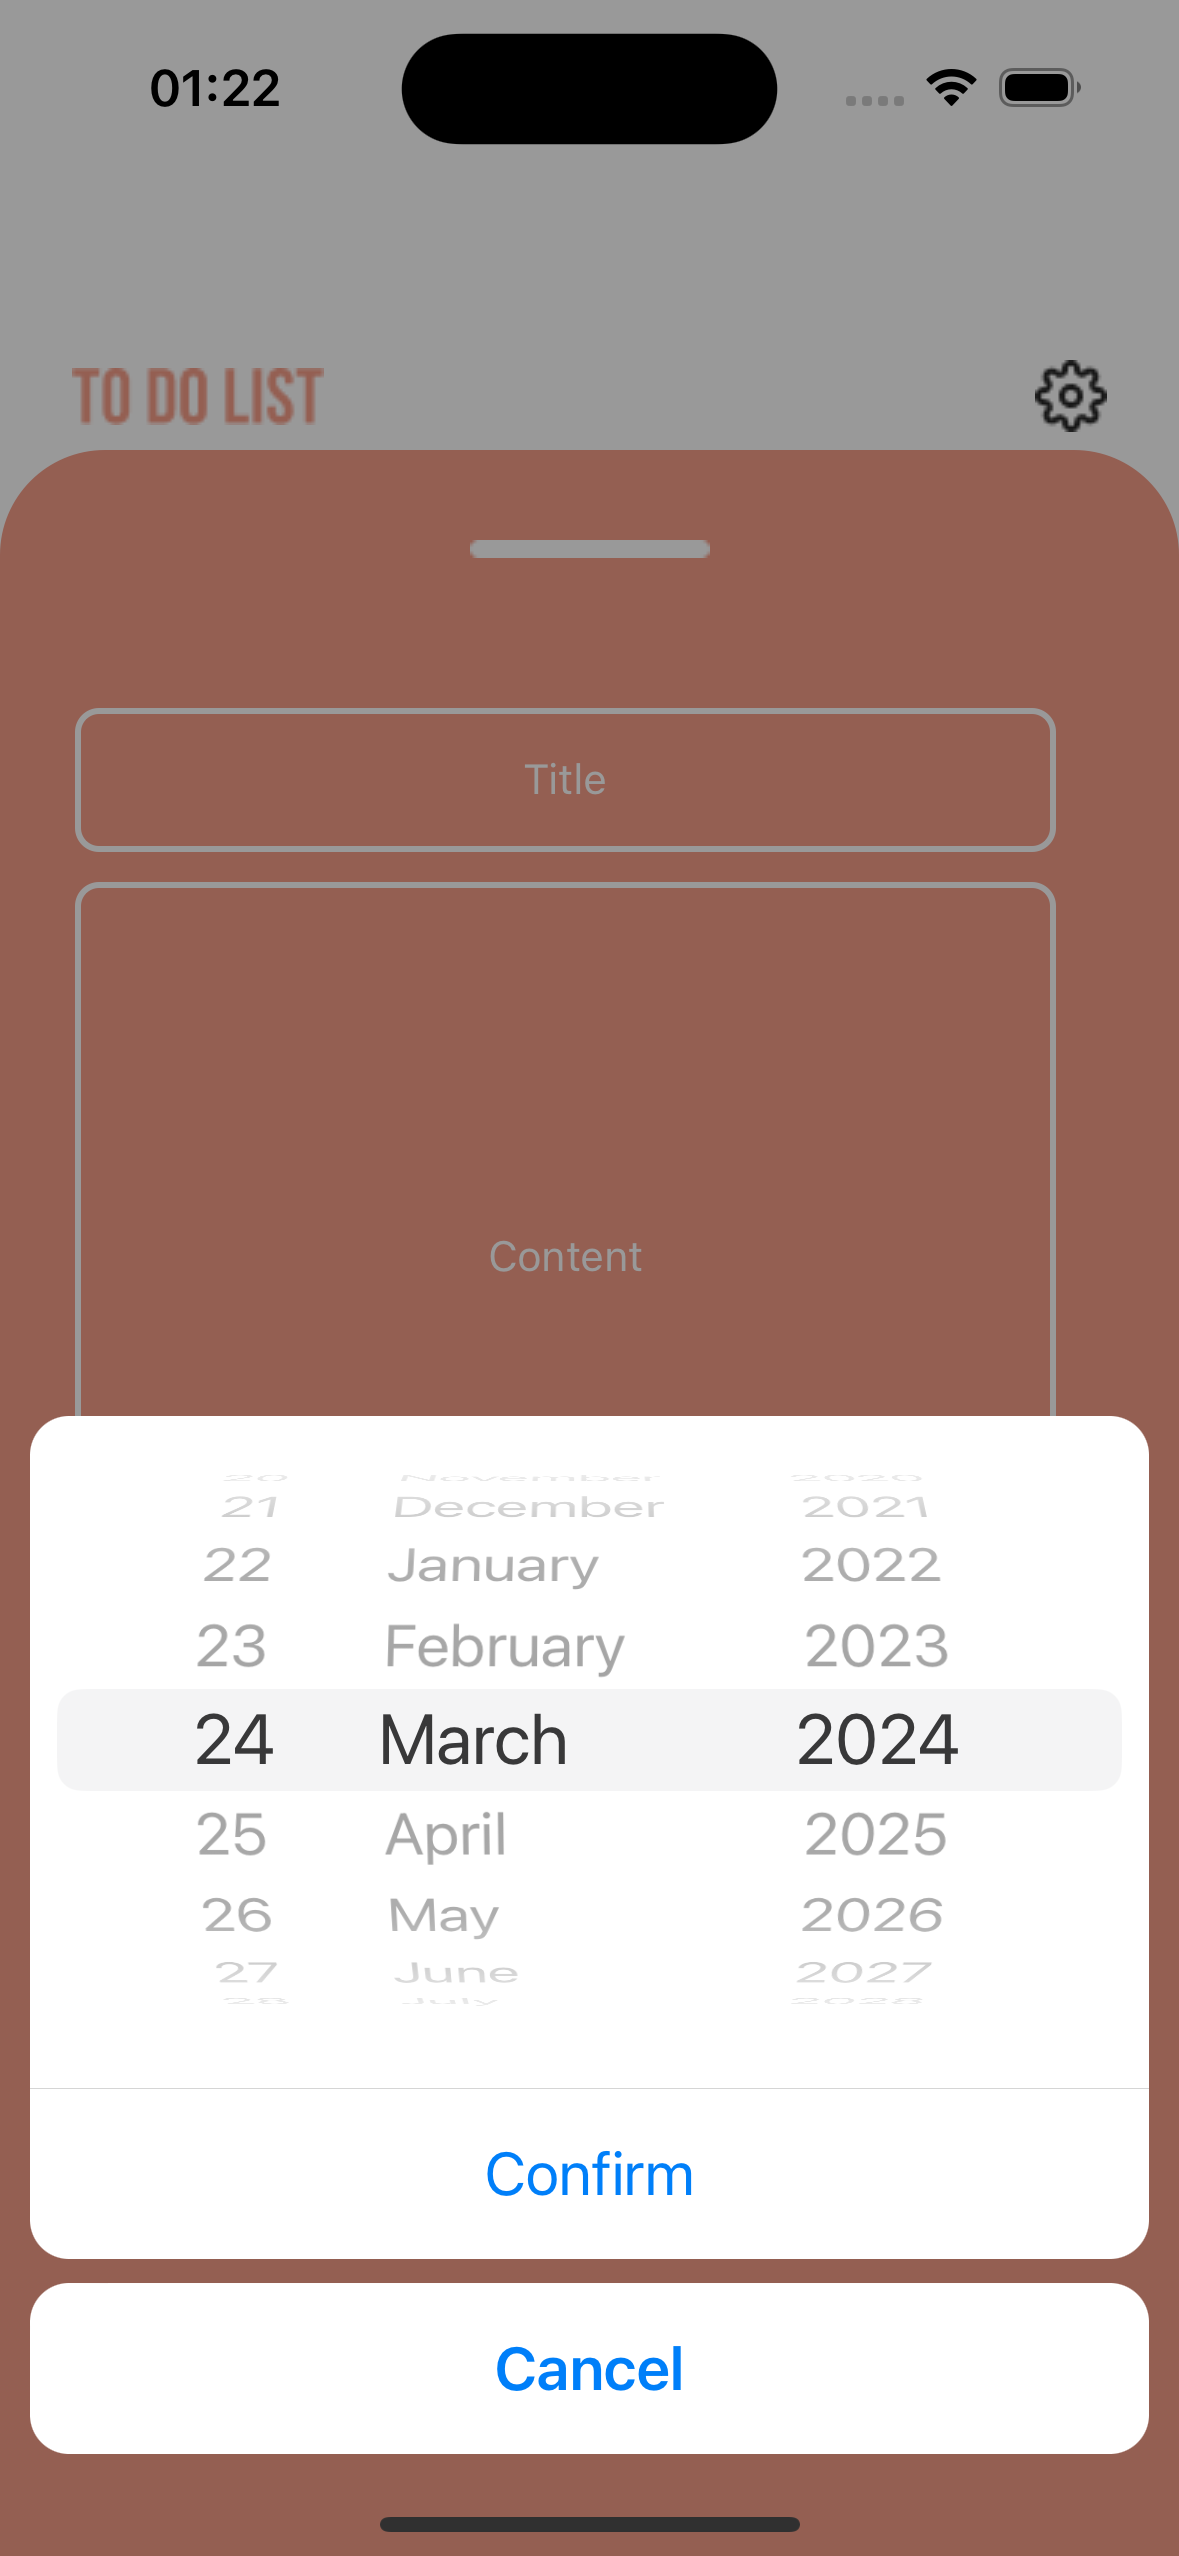 01:22
TO DO LIST
Title
Content
20 November 2020
21 December 2021
22 January 2022
23 February 2023
24 March 2024
25 April 2025
26 May 2026
27 June 2027
28 July 2028
Confirm
Cancel